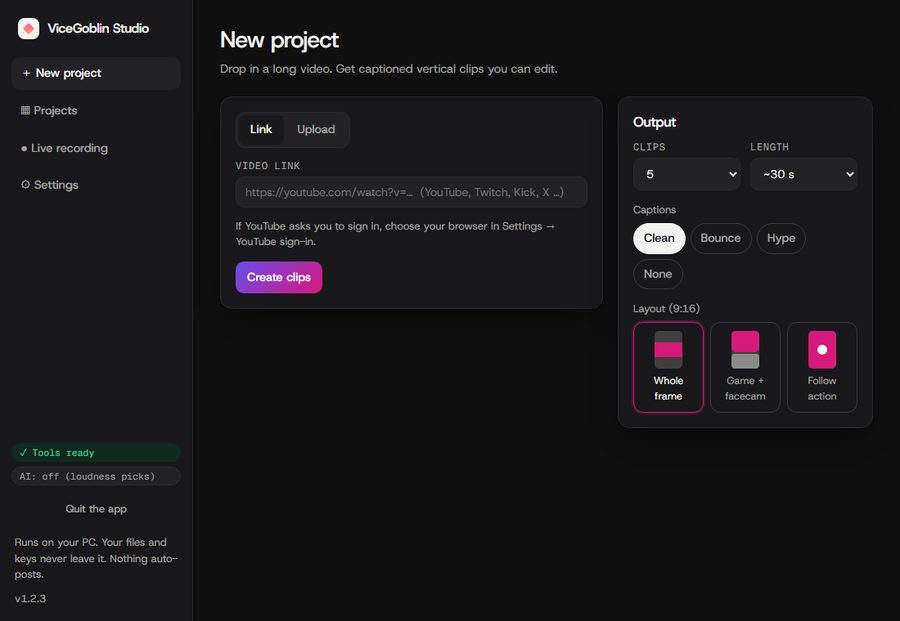 ViceGoblin Studio
+ New project
▦ Projects
● Live recording
⚙ Settings
✓ Tools ready
AI: off (loudness picks)
Quit the app
Runs on your PC. Your files and
keys never leave it. Nothing auto-
posts.
v1.2.3
New project
Drop in a long video. Get captioned vertical clips you can edit.
Link Upload
VIDEO LINK
https://youtube.com/watch?v=… (YouTube, Twitch, Kick, X …)
If YouTube asks you to sign in, choose your browser in Settings →
YouTube sign-in.
Create clips
Output
CLIPS LENGTH
5 ~30 s
Captions
Clean Bounce Hype
None
Layout (9:16)
Whole
frame
Game +
facecam
Follow
action